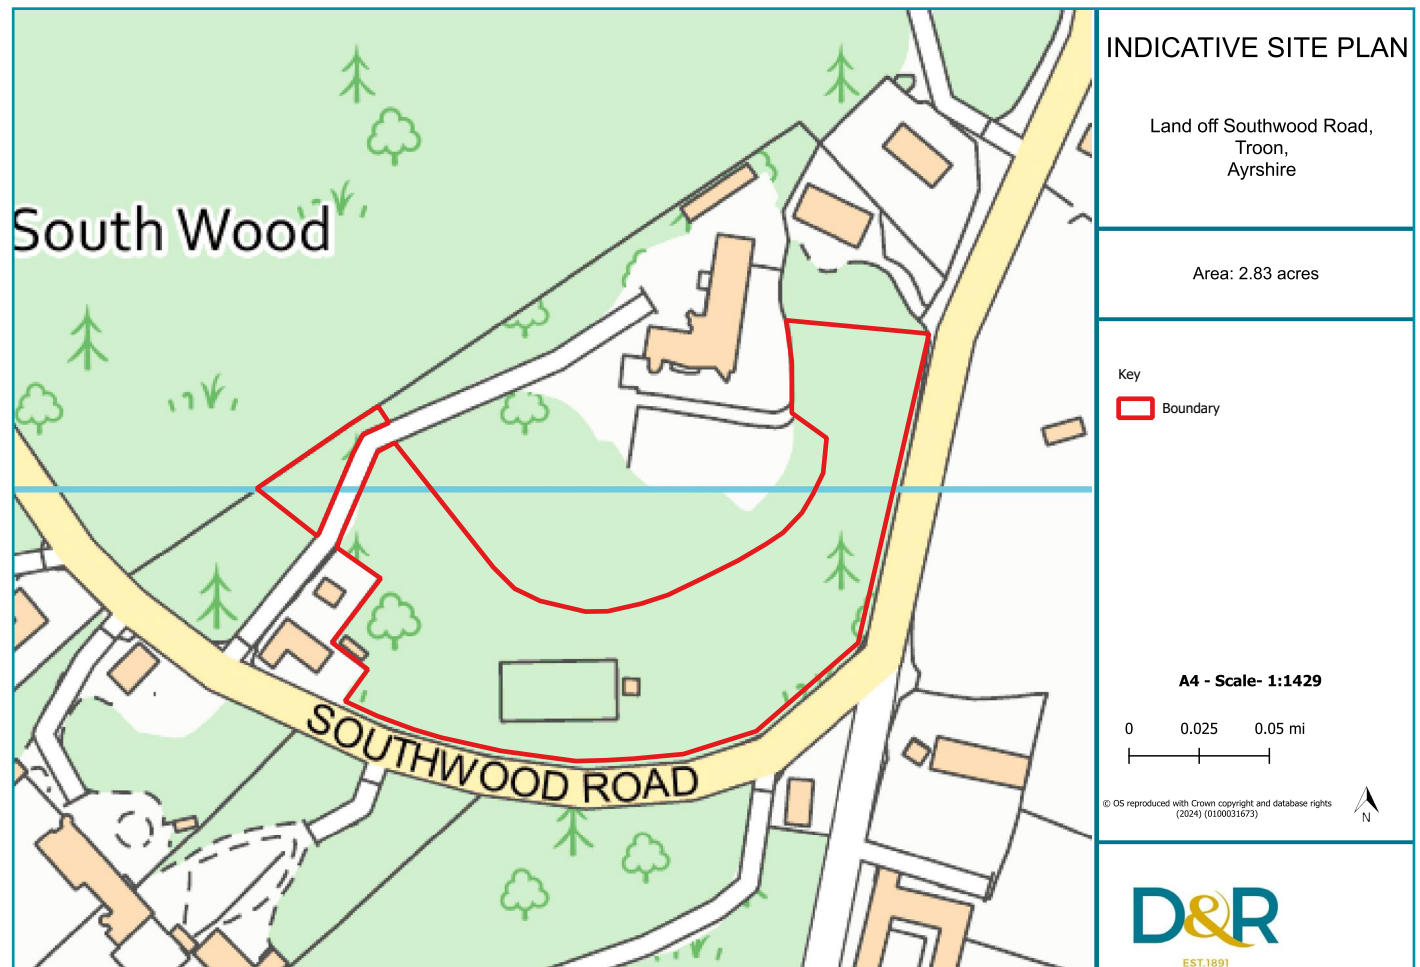 INDICATIVE SITE PLAN
Land off Southwood Road,
Troon,
Ayrshire
Area: 2.83 acres
Key
Boundary
A4 - Scale- 1:1429
0 0.025 0.05 mi
© OS reproduced with Crown copyright and database rights
(2024) (0100031673)
N
D&R
EST.1891
South Wood
SOUTHWOOD ROAD